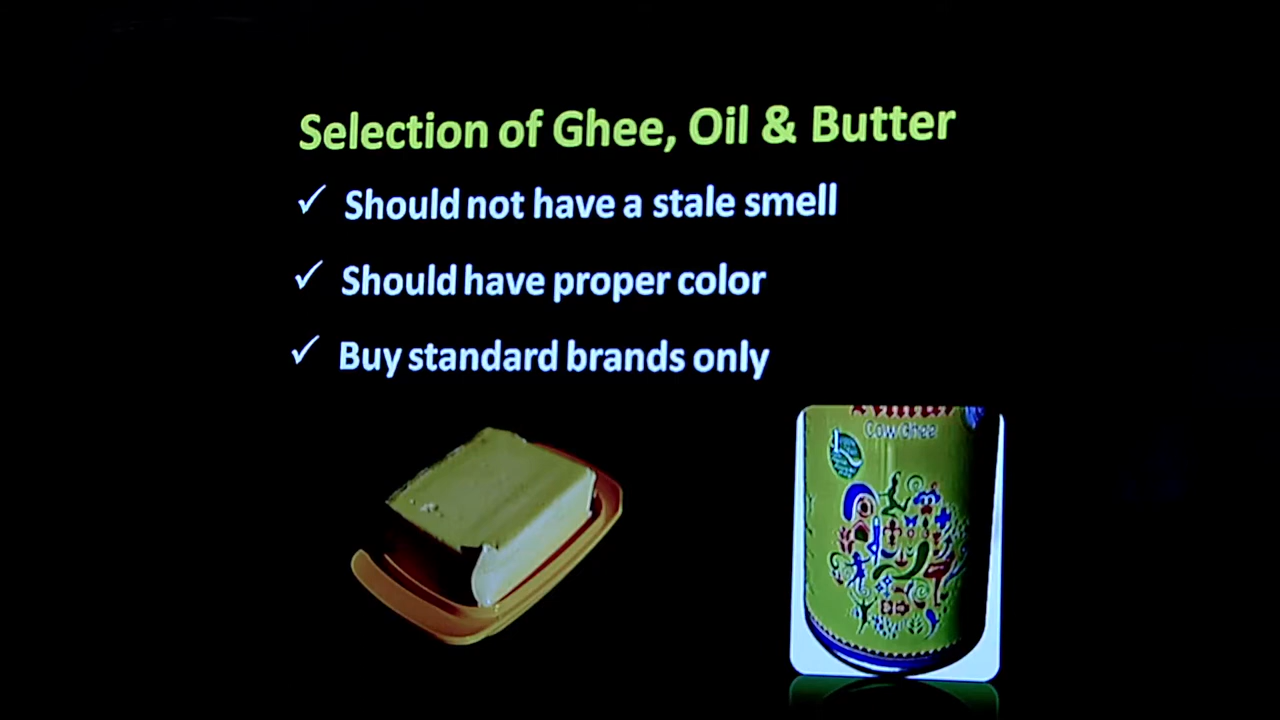 Selection of Ghee, Oil & Butter
✓ Should not have a stale smell
✓ Should have proper color
✓ Buy standard brands only
Cow Ghee